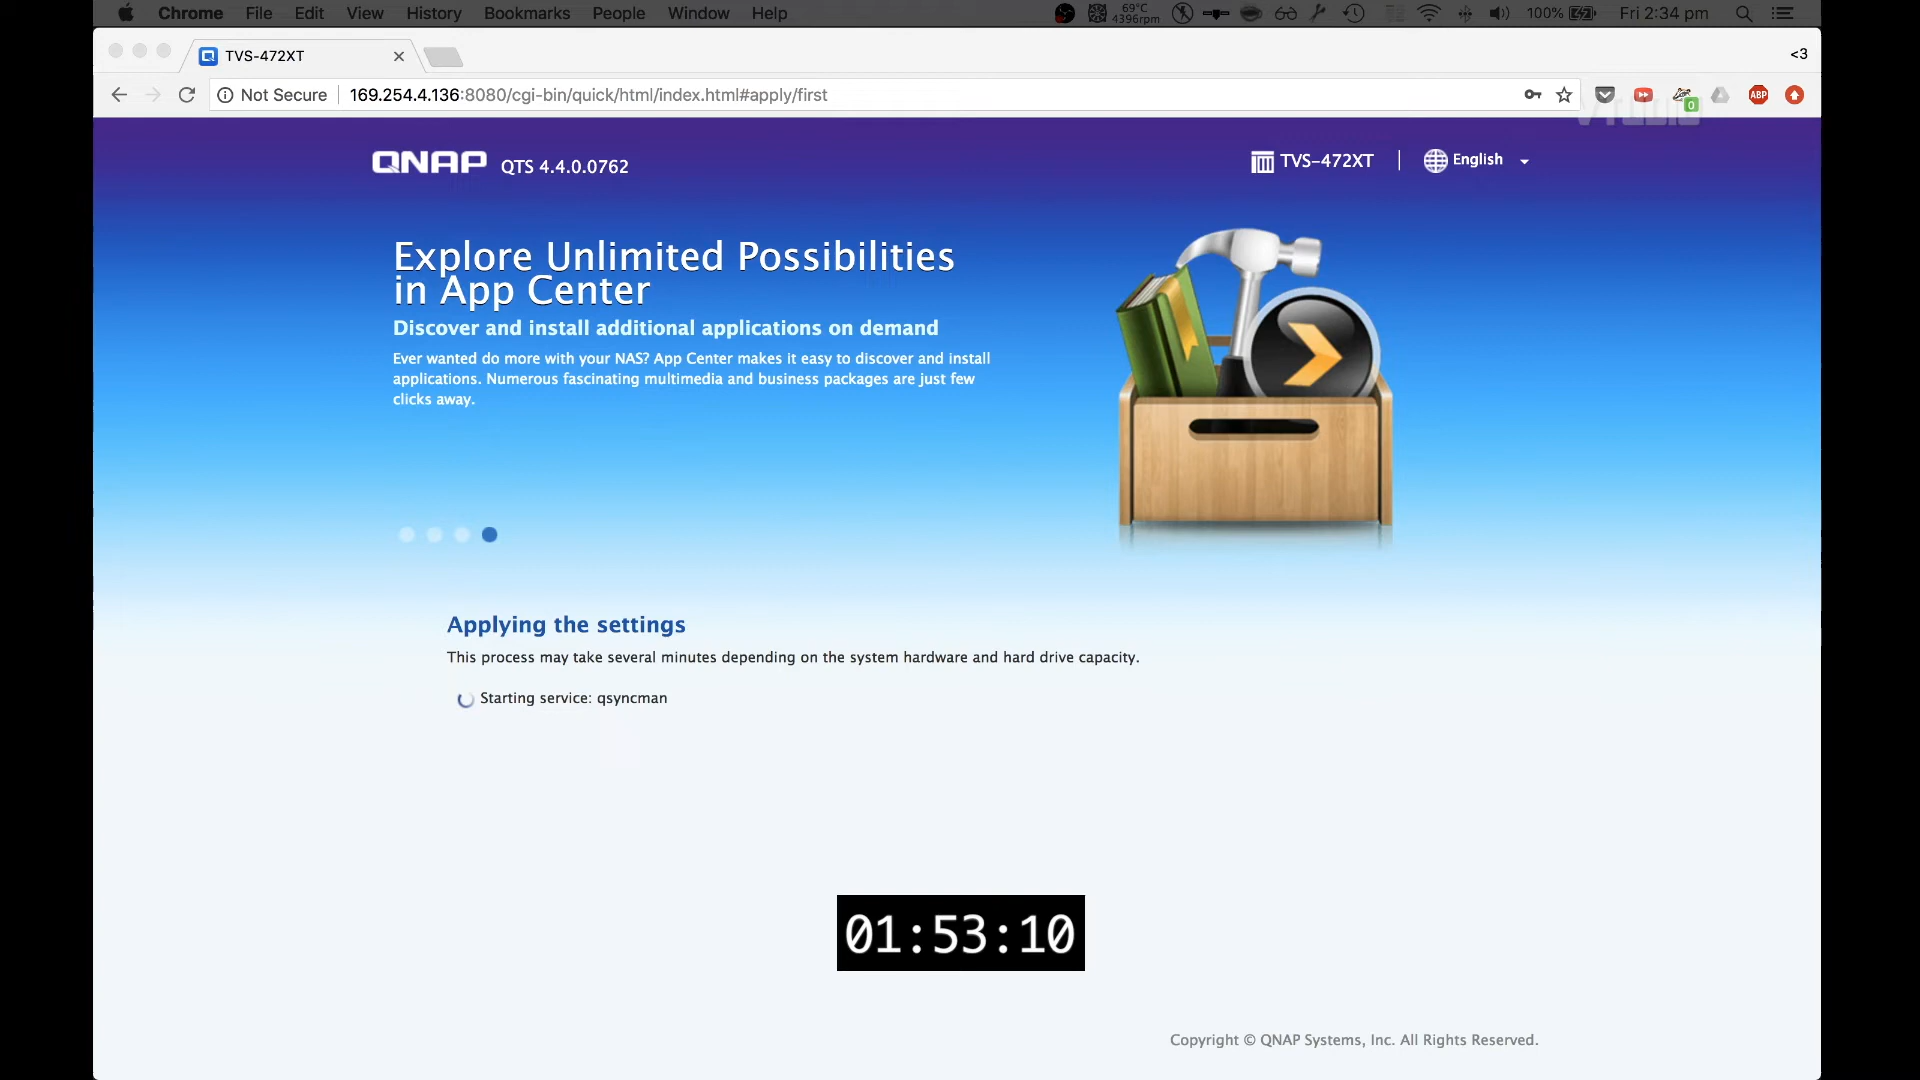 Chrome File Edit View History Bookmarks People Window Help 69°C 4396rpm 100% Fri 2:34 pm
TVS-472XT <3
Not Secure 169.254.4.136:8080/cgi-bin/quick/html/index.html#apply/first ABP 0
QNAP QTS 4.4.0.0762 TVS-472XT English
Explore Unlimited Possibilities
in App Center
Discover and install additional applications on demand
Ever wanted do more with your NAS? App Center makes it easy to discover and install
applications. Numerous fascinating multimedia and business packages are just few
clicks away.
Applying the settings
This process may take several minutes depending on the system hardware and hard drive capacity.
Starting service: qsyncman
01:53:10
Copyright © QNAP Systems, Inc. All Rights Reserved.